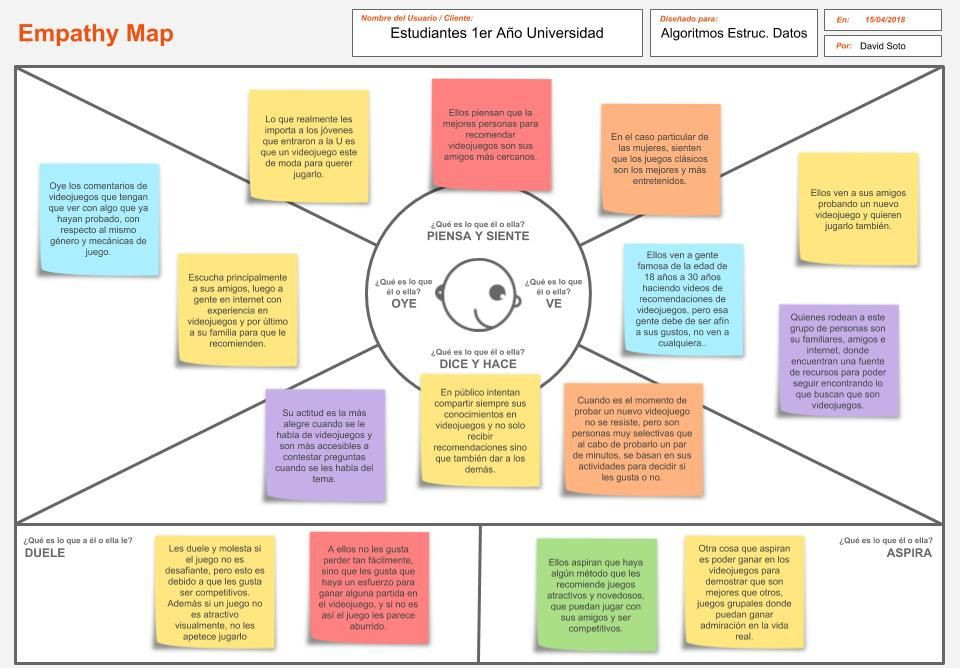 Empathy Map
Nombre del Usuario / Cliente:
Estudiantes 1er Año Universidad
Diseñado para:
Algoritmos Estruc. Datos
En: 15/04/2018
Por: David Soto
Lo que realmente les
importa a los jóvenes
que entraron a la U es
que un videojuego este
de moda para querer
jugarlo.
Ellos piensan que la
mejores personas para
recomendar
videojuegos son sus
amigos más cercanos.
En el caso particular de
las mujeres, sienten
que los juegos clásicos
son los mejores y más
entretenidos.
Oye los comentarios de
videojuegos que tengan
que ver con algo que ya
hayan probado, con
respecto al mismo
género y mecánicas de
juego.
Escucha principalmente
a sus amigos, luego a
gente en internet con
experiencia en
videojuegos y por último
a su familia para que le
recomienden.
¿Qué es lo que él o ella?
PIENSA Y SIENTE
¿Qué es lo que
él o ella?
OYE
¿Qué es lo que
él o ella?
VE
¿Qué es lo que él o ella?
DICE Y HACE
Ellos ven a sus amigos
probando un nuevo
videojuego y quieren
jugarlo también.
Ellos ven a gente
famosa de la edad de
18 años a 30 años
haciendo videos de
recomendaciones de
videojuegos, pero esa
gente debe de ser afín
a sus gustos, no ven a
cualquiera..
Quienes rodean a este
grupo de personas son
su familiares, amigos e
internet, donde
encuentran una fuente
de recursos para poder
seguir encontrando lo
que buscan que son
videojuegos.
Su actitud es la más
alegre cuando se le
habla de videojuegos y
son más accesibles a
contestar preguntas
cuando se les habla del
tema.
En público intentan
compartir siempre sus
conocimientos en
videojuegos y no solo
recibir
recomendaciones sino
que también dar a los
demás.
Cuando es el momento de
probar un nuevo videojuego
no se resiste, pero son
personas muy selectivas que
al cabo de probarlo un par
de minutos, se basan en sus
actividades para decidir si
les gusta o no.
¿Qué es lo que a él o ella le?
DUELE
Les duele y molesta si
el juego no es
desafiante, pero esto es
debido a que les gusta
ser competitivos.
Además si un juego no
es atractivo
visualmente, no les
apetece jugarlo
A ellos no les gusta
perder tan fácilmente,
sino que les gusta que
haya un esfuerzo para
ganar alguna partida en
el videojuego, y si no es
así el juego les parece
aburrido.
Ellos aspiran que haya
algún método que les
recomiende juegos
atractivos y novedosos,
que puedan jugar con
sus amigos y ser
competitivos.
Otra cosa que aspiran
es poder ganar en los
videojuegos para
demostrar que son
mejores que otros,
juegos grupales donde
puedan ganar
admiración en la vida
real.
¿Qué es lo que él o ella?
ASPIRA